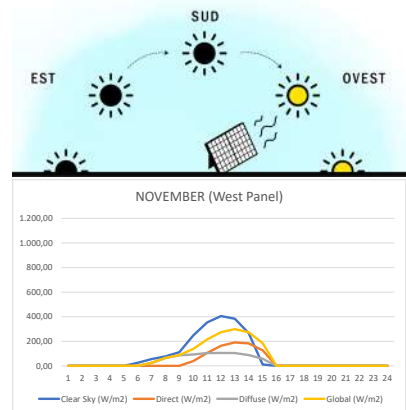 SUD
EST
OVEST
NOVEMBER (West Panel)
1.200,00
1.000,00
800,00
600,00
400,00
200,00
0,00
1 2 3 4 5 6 7 8 9 10 11 12 13 14 15 16 17 18 19 20 21 22 23 24
Clear Sky (W/m2) Direct (W/m2) Diffuse (W/m2) Global (W/m2)